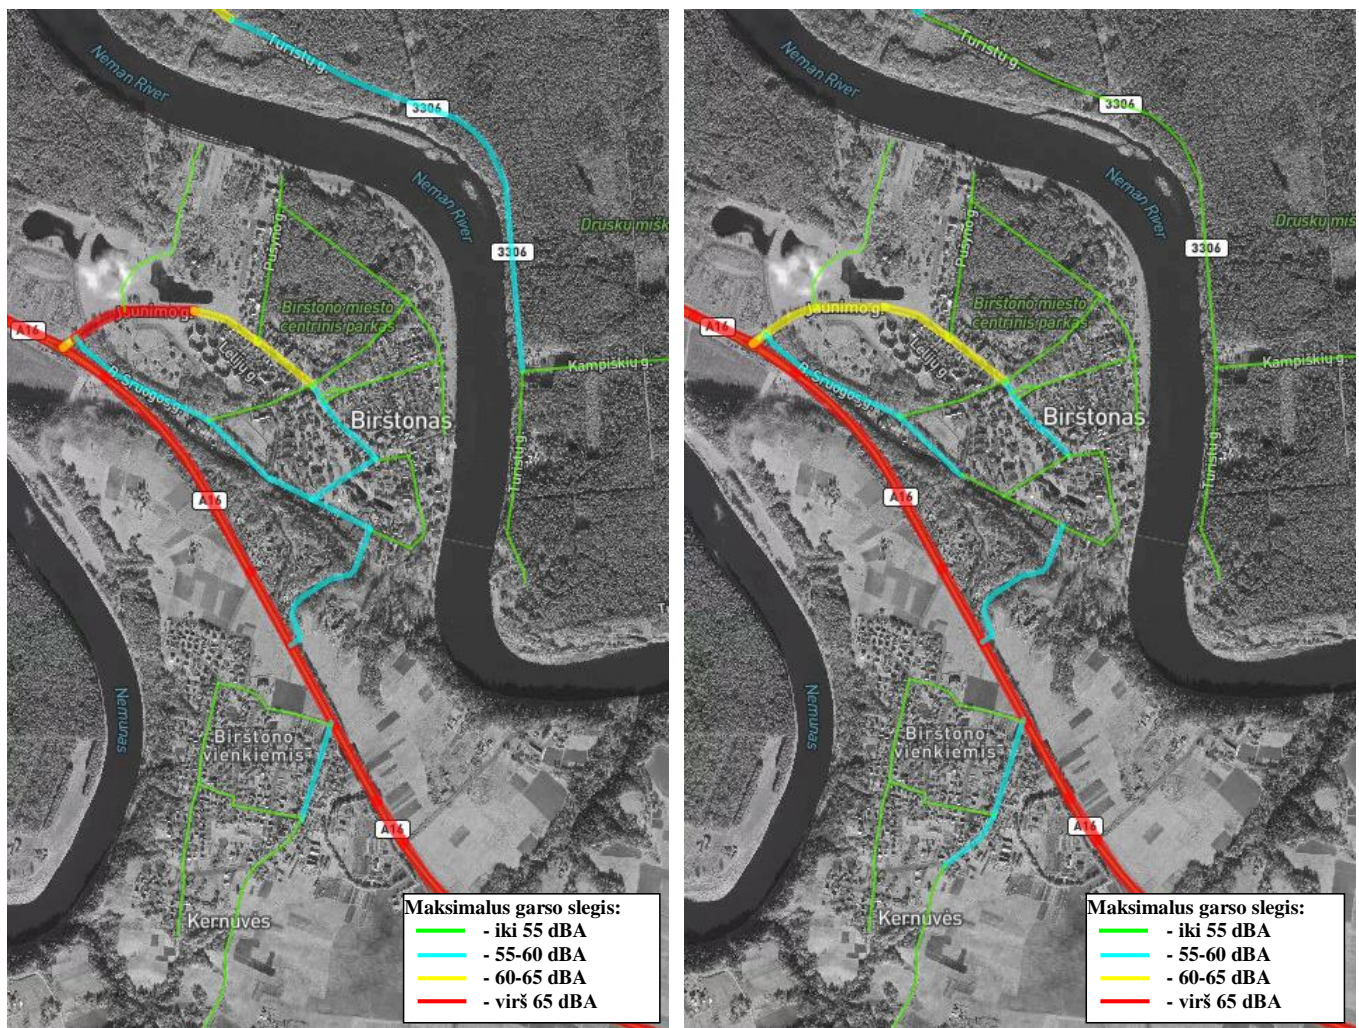 Neman River
Turistų g.
3306
Neman River
Pusyno g.
3306
Druskų mišk
Birštono miesto
centrinis parkas
Jaunimo g.
A16
Lelijų g.
B. Sruogos g.
Kampiškių g.
Birštonas
Turistų g.
A16
Nemunas
Birštono
vienkiemis
A16
Kernuvės
Maksimalus garso slegis:
- iki 55 dBA
- 55-60 dBA
- 60-65 dBA
- virš 65 dBA
Turistų g.
Neman River
3306
Neman River
Pusyno g.
Druskų miš
3306
Birštono miesto
centrinis parkas
Jaunimo g.
A16
Lelijų g.
B. Sruogos g.
Kampiškių g.
Birštonas
Turistų g.
A16
Nemunas
Birštono
vienkiemis
A16
Kernuvės
Maksimalus garso slegis:
- iki 55 dBA
- 55-60 dBA
- 60-65 dBA
- virš 65 dBA